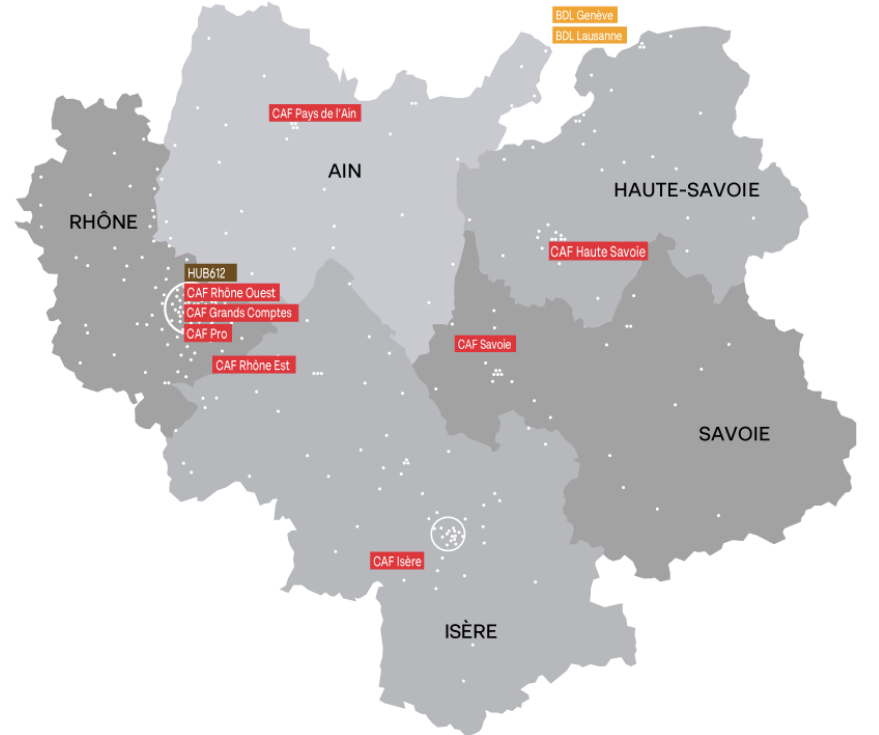 BDL Genève
BDL Lausanne
CAF Pays de l'Ain
AIN
HAUTE-SAVOIE
RHÔNE
CAF Haute Savoie
HUB612
CAF Rhône Ouest
CAF Grands Comptes
CAF Pro
CAF Savoie
CAF Rhône Est
SAVOIE
CAF Isère
ISÈRE